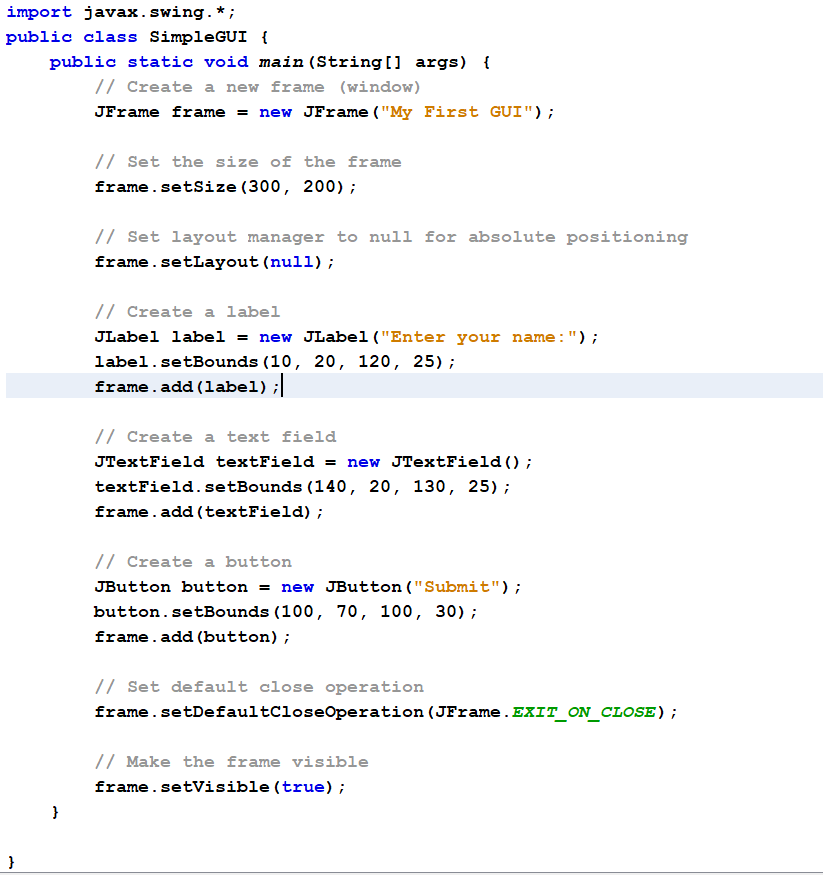 import javax.swing.*;
public class SimpleGUI {
    public static void main(String[] args) {
        // Create a new frame (window)
        JFrame frame = new JFrame("My First GUI");

        // Set the size of the frame
        frame.setSize(300, 200);

        // Set layout manager to null for absolute positioning
        frame.setLayout(null);

        // Create a label
        JLabel label = new JLabel("Enter your name:");
        label.setBounds(10, 20, 120, 25);
        frame.add(label);

        // Create a text field
        JTextField textField = new JTextField();
        textField.setBounds(140, 20, 130, 25);
        frame.add(textField);

        // Create a button
        JButton button = new JButton("Submit");
        button.setBounds(100, 70, 100, 30);
        frame.add(button);

        // Set default close operation
        frame.setDefaultCloseOperation(JFrame.EXIT_ON_CLOSE);

        // Make the frame visible
        frame.setVisible(true);
    }

}